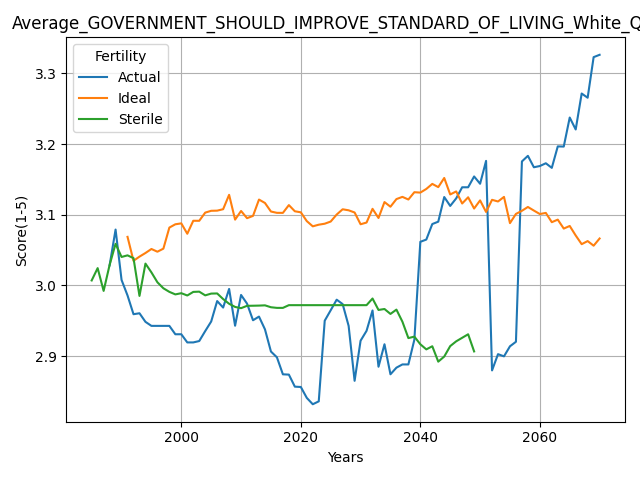 Average_GOVERNMENT_SHOULD_IMPROVE_STANDARD_OF_LIVING_White_Q
Fertility
Actual
Ideal
Sterile
3.3
3.2
3.1
3.0
2.9
Score(1-5)
2000
2020
2040
2060
Years